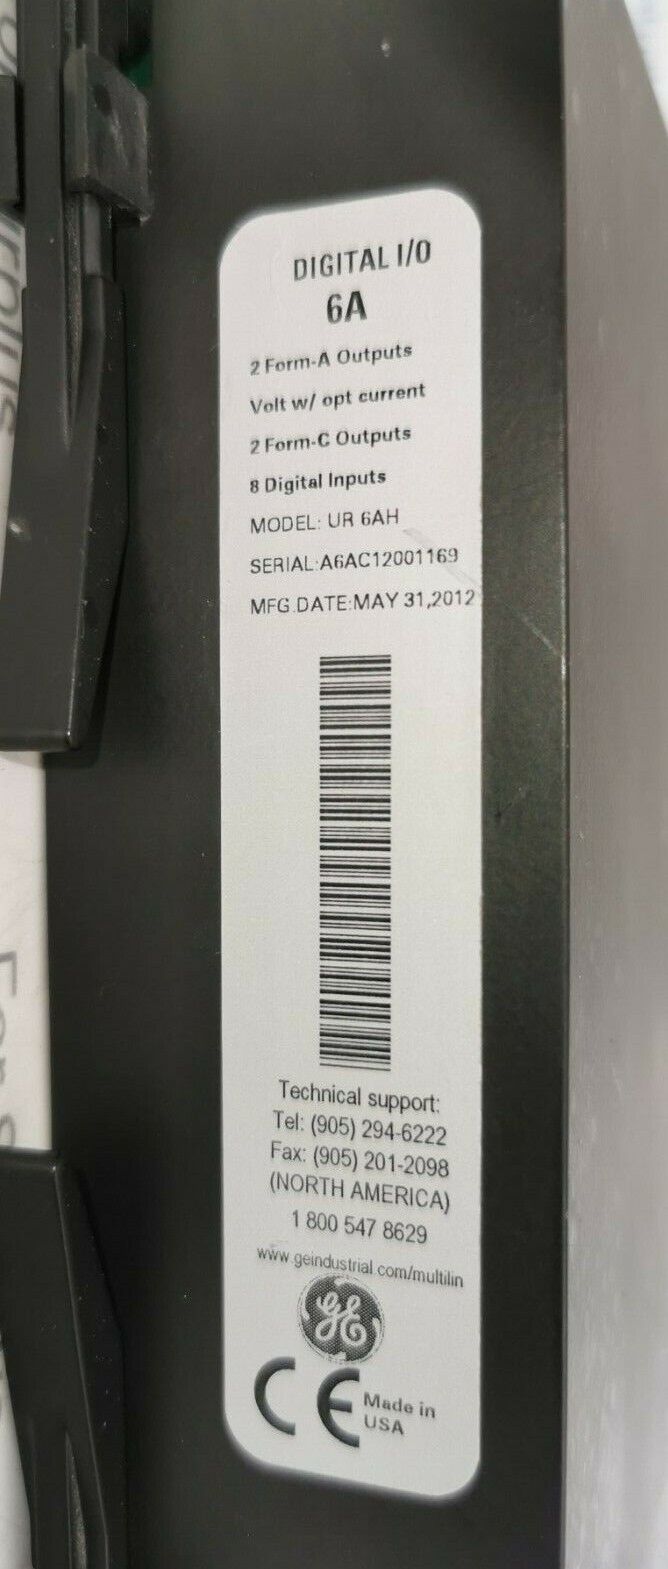 DIGITAL I/O
6A
2 Form-A Outputs
Volt w/ opt current
2 Form-C Outputs
8 Digital Inputs
MODEL: UR 6AH
SERIAL:A6AC12001169
MFG.DATE:MAY 31,2012
Technical support:
Tel: (905) 294-6222
Fax: (905) 201-2098
(NORTH AMERICA)
1 800 547 8629
www.geindustrial.com/multilin
GE
CE
Made in
USA